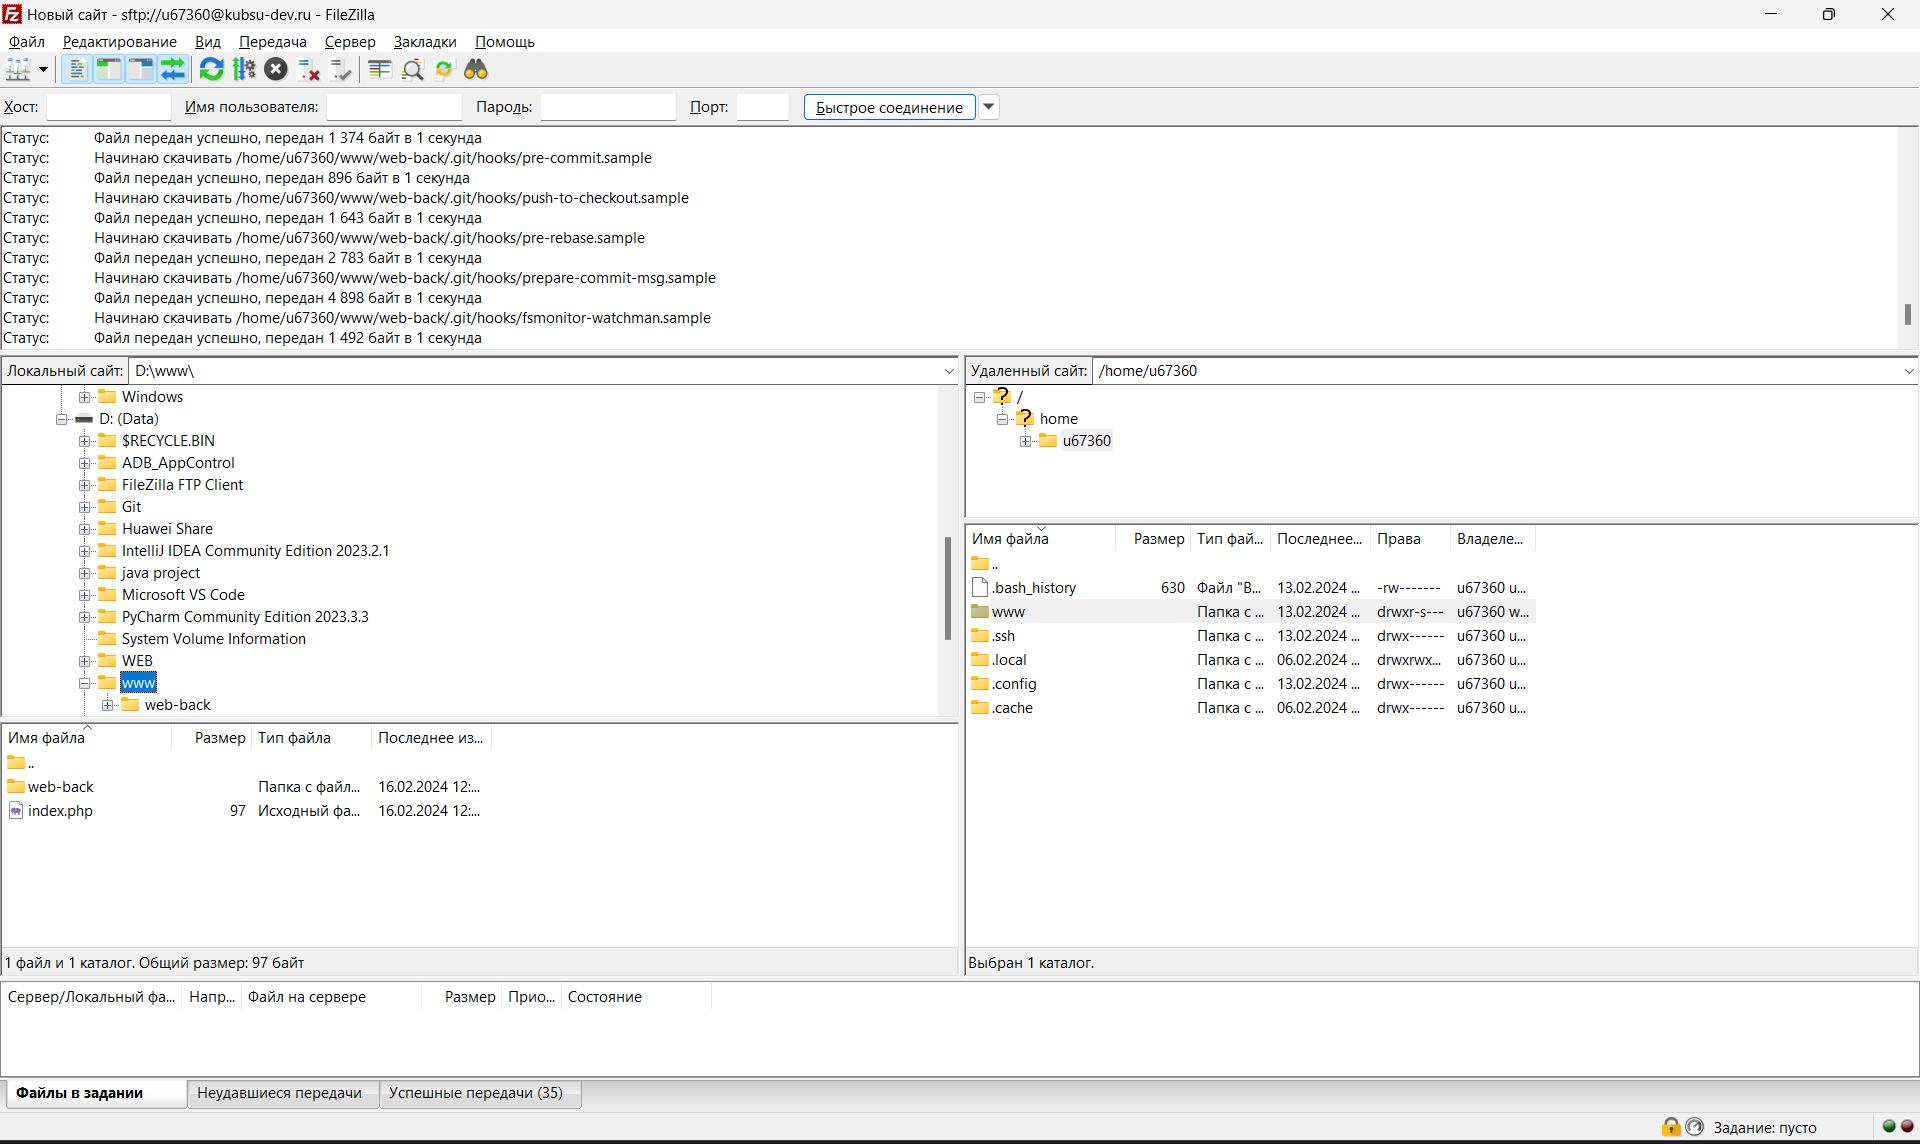 Новый сайт - sftp://u67360@kubsu-dev.ru - FileZilla
Файл Редактирование Вид Передача Сервер Закладки Помощь
Хост: Имя пользователя: Пароль: Порт: Быстрое соединение
Статус: Файл передан успешно, передан 1 374 байт в 1 секунда
Статус: Начинаю скачивать /home/u67360/www/web-back/.git/hooks/pre-commit.sample
Статус: Файл передан успешно, передан 896 байт в 1 секунда
Статус: Начинаю скачивать /home/u67360/www/web-back/.git/hooks/push-to-checkout.sample
Статус: Файл передан успешно, передан 1 643 байт в 1 секунда
Статус: Начинаю скачивать /home/u67360/www/web-back/.git/hooks/pre-rebase.sample
Статус: Файл передан успешно, передан 2 783 байт в 1 секунда
Статус: Начинаю скачивать /home/u67360/www/web-back/.git/hooks/prepare-commit-msg.sample
Статус: Файл передан успешно, передан 4 898 байт в 1 секунда
Статус: Начинаю скачивать /home/u67360/www/web-back/.git/hooks/fsmonitor-watchman.sample
Статус: Файл передан успешно, передан 1 492 байт в 1 секунда
Локальный сайт: D:\www\
Windows
D: (Data)
$RECYCLE.BIN
ADB_AppControl
FileZilla FTP Client
Git
Huawei Share
IntelliJ IDEA Community Edition 2023.2.1
java project
Microsoft VS Code
PyCharm Community Edition 2023.3.3
System Volume Information
WEB
www
web-back
Имя файла Размер Тип файла Последнее из...
..
web-back Папка с файл... 16.02.2024 12:...
index.php 97 Исходный фа... 16.02.2024 12:...
1 файл и 1 каталог. Общий размер: 97 байт
Удаленный сайт: /home/u67360
/
home
u67360
Имя файла Размер Тип фай... Последнее... Права Владеле...
..
.bash_history 630 Файл "B... 13.02.2024 ... -rw------- u67360 u...
www Папка с ... 13.02.2024 ... drwxr-s--- u67360 w...
.ssh Папка с ... 13.02.2024 ... drwx------ u67360 u...
.local Папка с ... 06.02.2024 ... drwxrwx... u67360 u...
.config Папка с ... 13.02.2024 ... drwx------ u67360 u...
.cache Папка с ... 06.02.2024 ... drwx------ u67360 u...
Выбран 1 каталог.
Сервер/Локальный фа... Напр... Файл на сервере Размер Прио... Состояние
Файлы в задании Неудавшиеся передачи Успешные передачи (35)
Задание: пусто